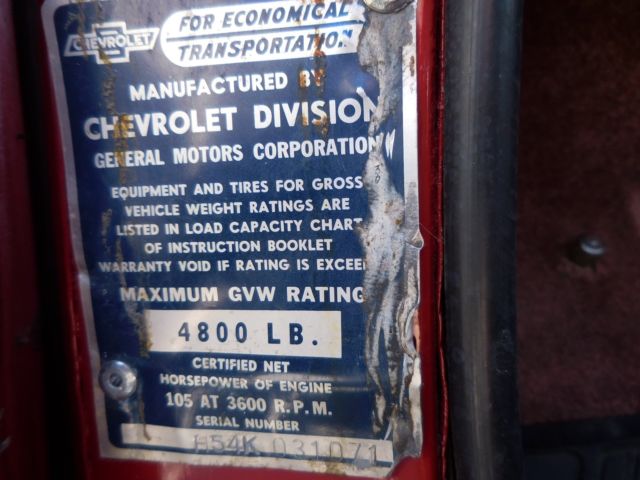 CHEVROLET
FOR ECONOMICAL
TRANSPORTATION
MANUFACTURED BY
CHEVROLET DIVISION
GENERAL MOTORS CORPORATION
EQUIPMENT AND TIRES FOR GROSS
VEHICLE WEIGHT RATINGS ARE
LISTED IN LOAD CAPACITY CHART
OF INSTRUCTION BOOKLET
WARRANTY VOID IF RATING IS EXCEE
MAXIMUM GVW RATING
4800 LB.
CERTIFIED NET
HORSEPOWER OF ENGINE
105 AT 3600 R.P.M.
SERIAL NUMBER
H54K 031071